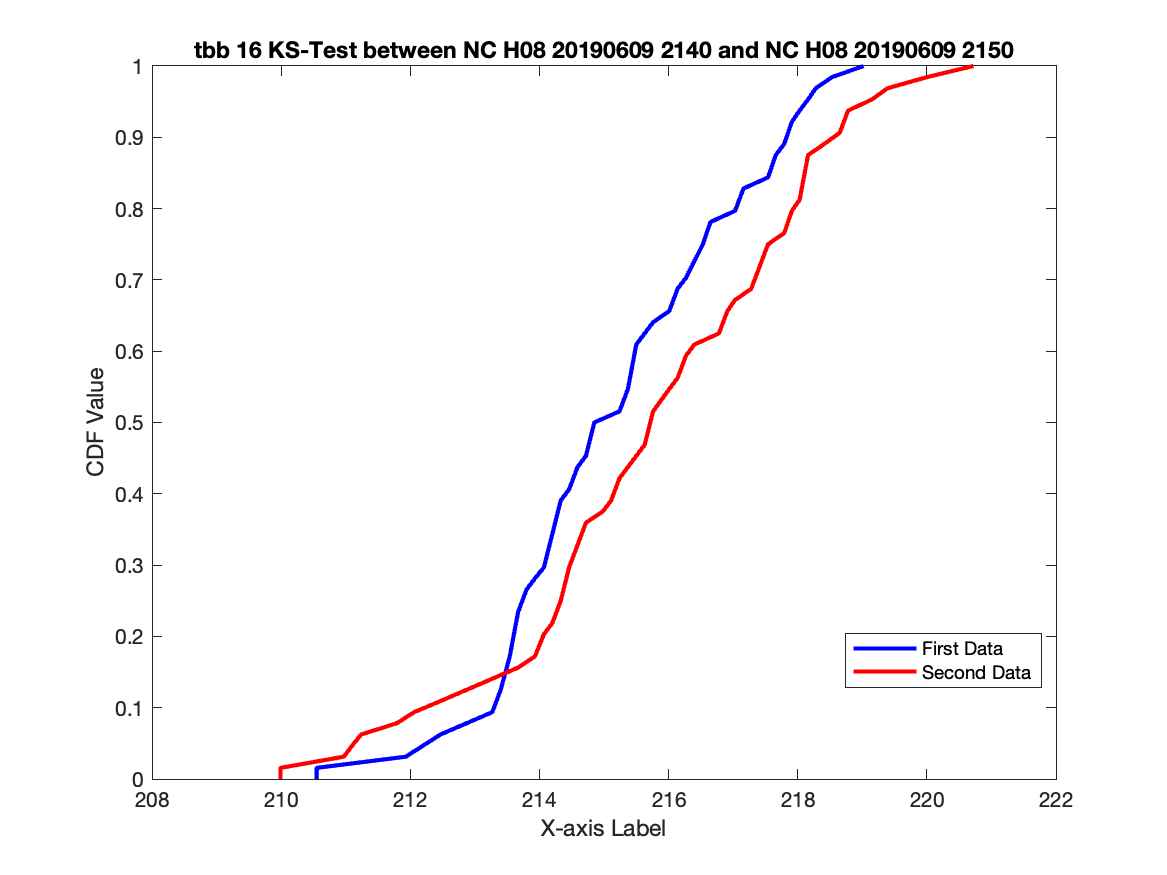 tbb 16 KS-Test between NC H08 20190609 2140 and NC H08 20190609 2150
1
0.9
0.8
0.7
0.6
0.5
0.4
0.3
0.2
0.1
0
CDF Value
First Data
Second Data
208 210 212 214 216 218 220 222
X-axis Label